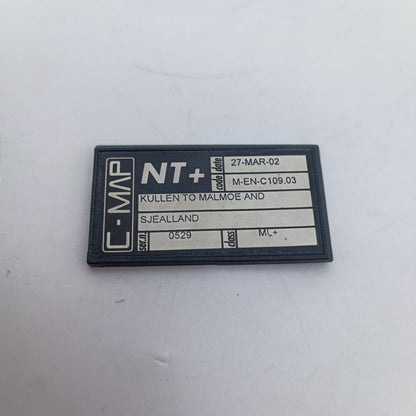 C-MAP
NT+
date 27-MAR-02
code M-EN-C109.03
KULLEN TO MALMOE AND
SJEALLAND
ser.n. 0529 class ML+